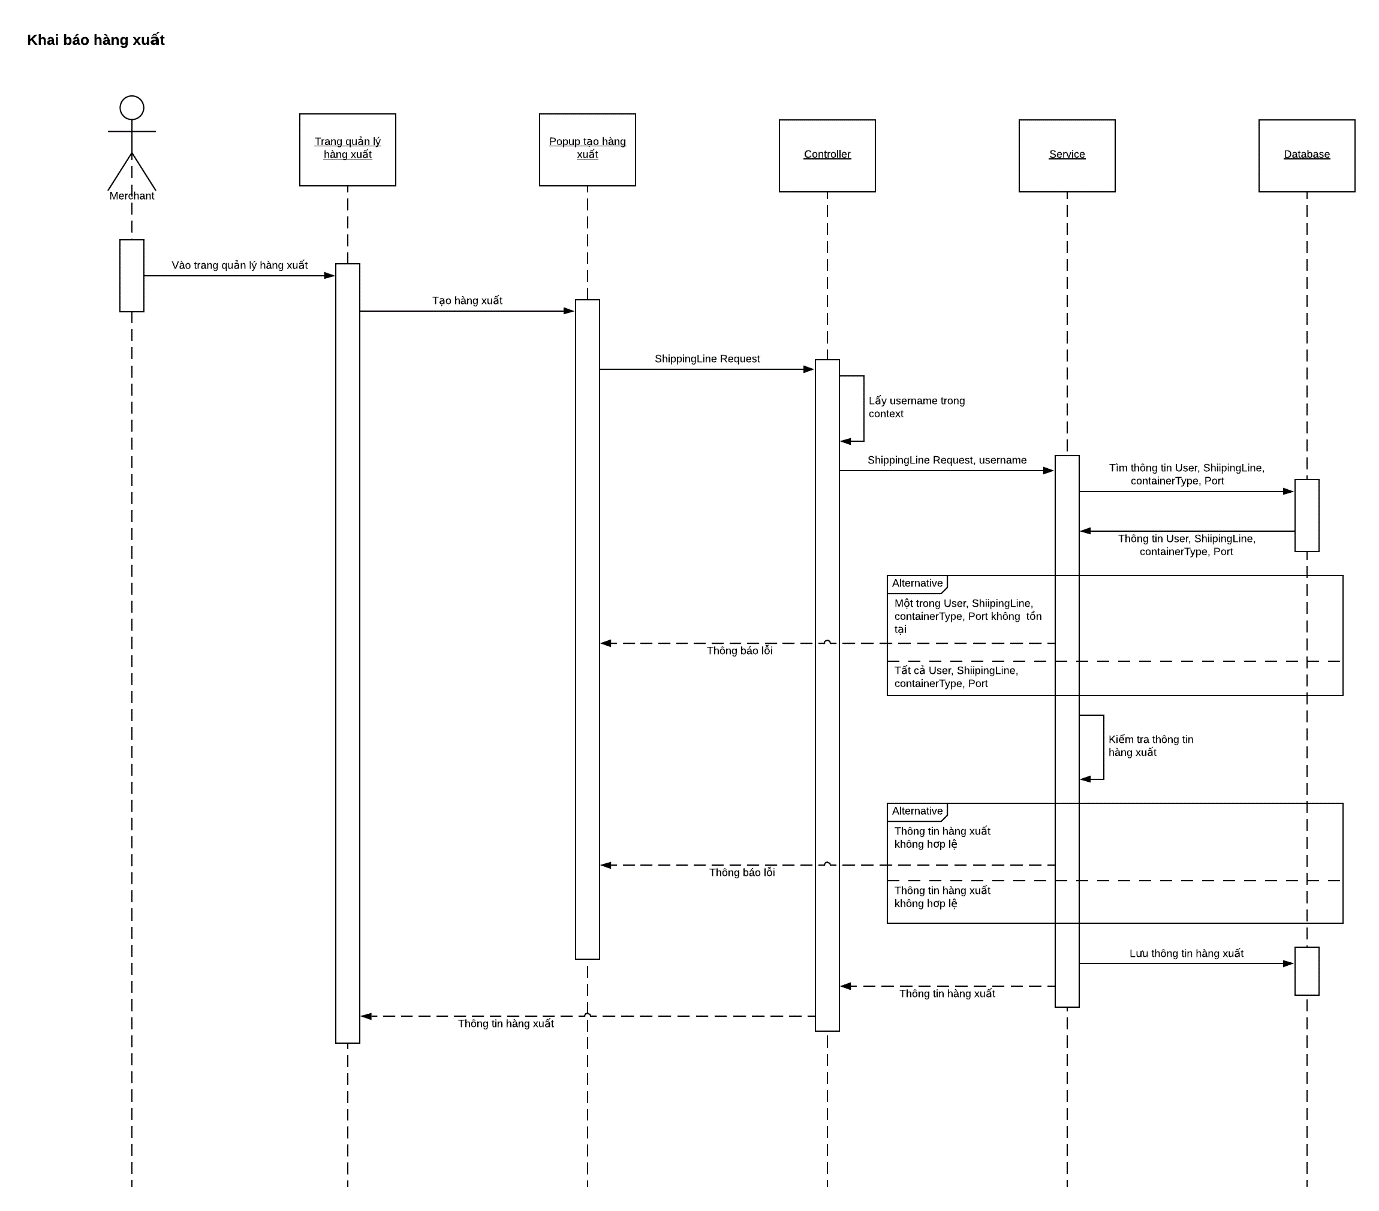 Khai báo hàng xuất
Merchant
Trang quản lý
hàng xuất
Popup tạo hàng
xuất
Controller
Service
Database
Vào trang quản lý hàng xuất
Tạo hàng xuất
ShippingLine Request
Lấy username trong
context
ShippingLine Request, username
Tìm thông tin User, ShiipingLine,
containerType, Port
Thông tin User, ShiipingLine,
containerType, Port
Alternative
Một trong User, ShiipingLine,
containerType, Port không  tồn
tại
Thông báo lỗi
Tất cả User, ShiipingLine,
containerType, Port
Kiểm tra thông tin
hàng xuất
Alternative
Thông tin hàng xuất
không hơp lệ
Thông báo lỗi
Thông tin hàng xuất
không hơp lệ
Lưu thông tin hàng xuất
Thông tin hàng xuất
Thông tin hàng xuất